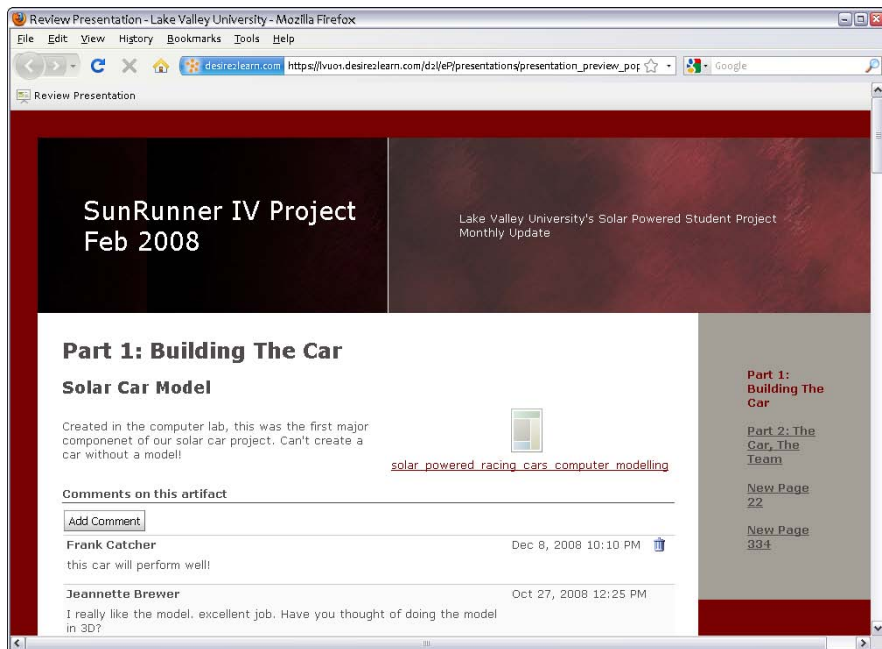 Review Presentation - Lake Valley University - Mozilla Firefox
File Edit View History Bookmarks Tools Help
desire2learn.com https://lvu01.desire2learn.com/d2l/eP/presentations/presentation_preview_pop Google
Review Presentation
SunRunner IV Project
Feb 2008
Lake Valley University's Solar Powered Student Project
Monthly Update
Part 1: Building The Car
Solar Car Model
Created in the computer lab, this was the first major
componenet of our solar car project. Can't create a
car without a model!
solar_powered_racing_cars_computer_modelling
Comments on this artifact
Add Comment
Frank Catcher Dec 8, 2008 10:10 PM
this car will perform well!
Jeannette Brewer Oct 27, 2008 12:25 PM
I really like the model. excellent job. Have you thought of doing the model
in 3D?
Part 1:
Building The
Car
Part 2: The
Car, The
Team
New Page
22
New Page
334